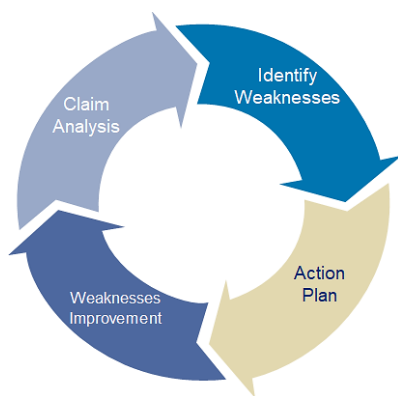 Claim
Analysis
Identify
Weaknesses
Action
Plan
Weaknesses
Improvement